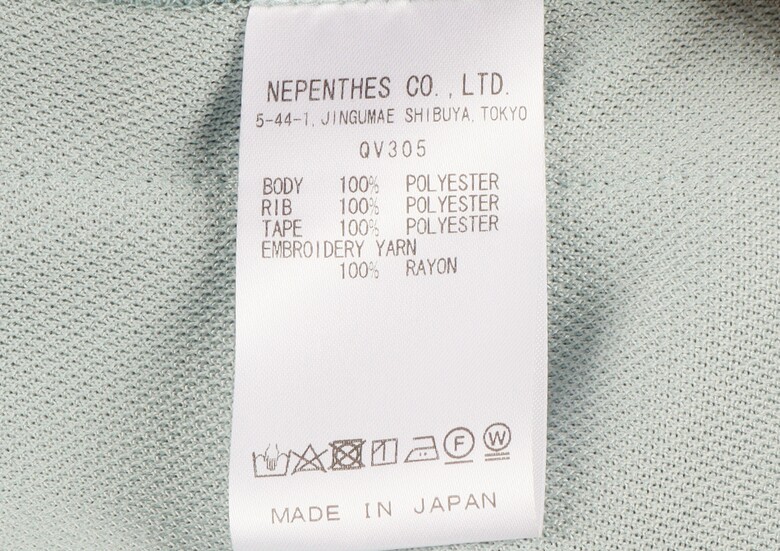 NEPENTHES CO.,LTD.
5-44-1, JINGUMAE SHIBUYA, TOKYO
QV305
BODY 100% POLYESTER
RIB 100% POLYESTER
TAPE 100% POLYESTER
EMBROIDERY YARN
100% RAYON
F W
MADE IN JAPAN